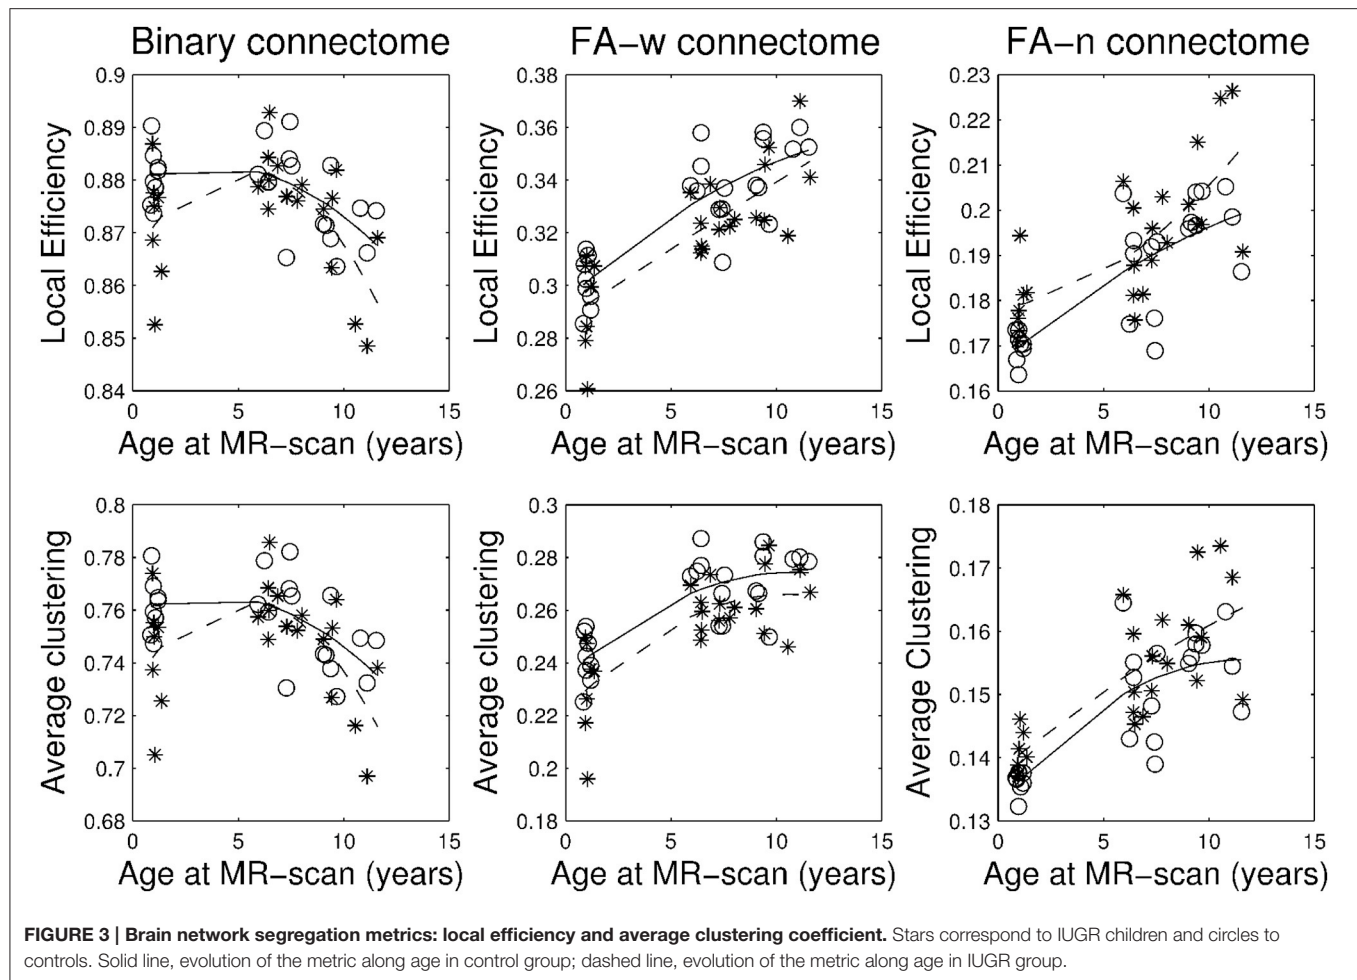 Binary connectome
FA-w connectome
FA-n connectome
Local Efficiency
0.9
0.89
0.88
0.87
0.86
0.85
0.84
0 5 10 15
Age at MR-scan (years)
Local Efficiency
0.38
0.36
0.34
0.32
0.3
0.28
0.26
0 5 10 15
Age at MR-scan (years)
Local Efficiency
0.23
0.22
0.21
0.2
0.19
0.18
0.17
0.16
0 5 10 15
Age at MR-scan (years)
Average clustering
0.8
0.78
0.76
0.74
0.72
0.7
0.68
0 5 10 15
Age at MR-scan (years)
Average clustering
0.3
0.28
0.26
0.24
0.22
0.2
0.18
0 5 10 15
Age at MR-scan (years)
Average Clustering
0.18
0.17
0.16
0.15
0.14
0.13
0 5 10 15
Age at MR-scan (years)
FIGURE 3 | Brain network segregation metrics: local efficiency and average clustering coefficient. Stars correspond to IUGR children and circles to
controls. Solid line, evolution of the metric along age in control group; dashed line, evolution of the metric along age in IUGR group.